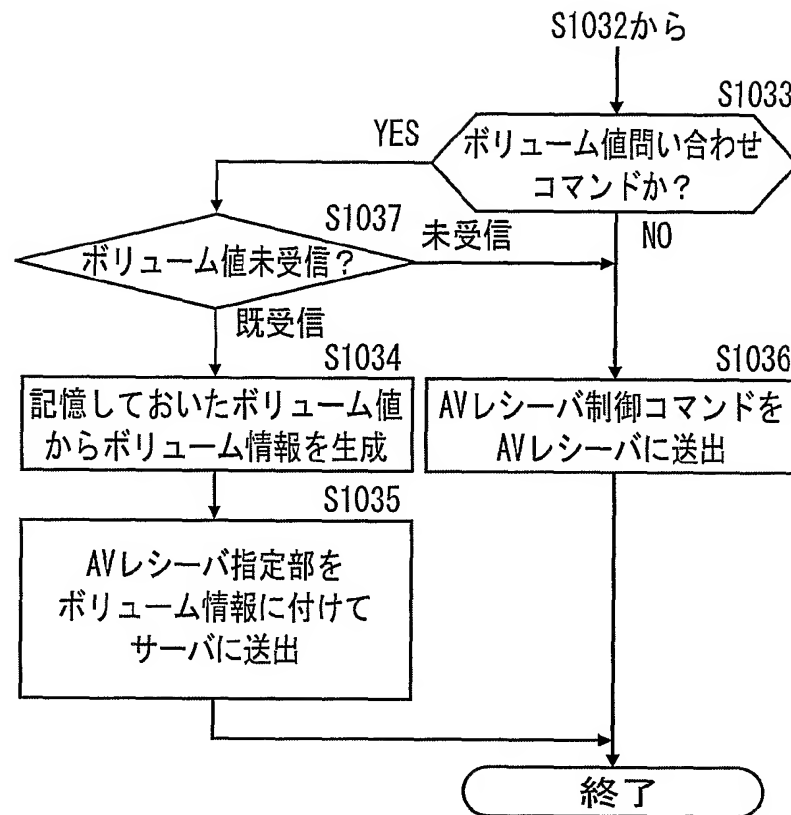 S1032から
S1033
YES
ボリューム値問い合わせ
コマンドか？
S1037
未受信
NO
ボリューム値未受信？
既受信
S1034
S1036
記憶しておいたボリューム値
からボリューム情報を生成
AVレシーバ制御コマンドを
AVレシーバに送出
S1035
AVレシーバ指定部を
ボリューム情報に付けて
サーバに送出
終了